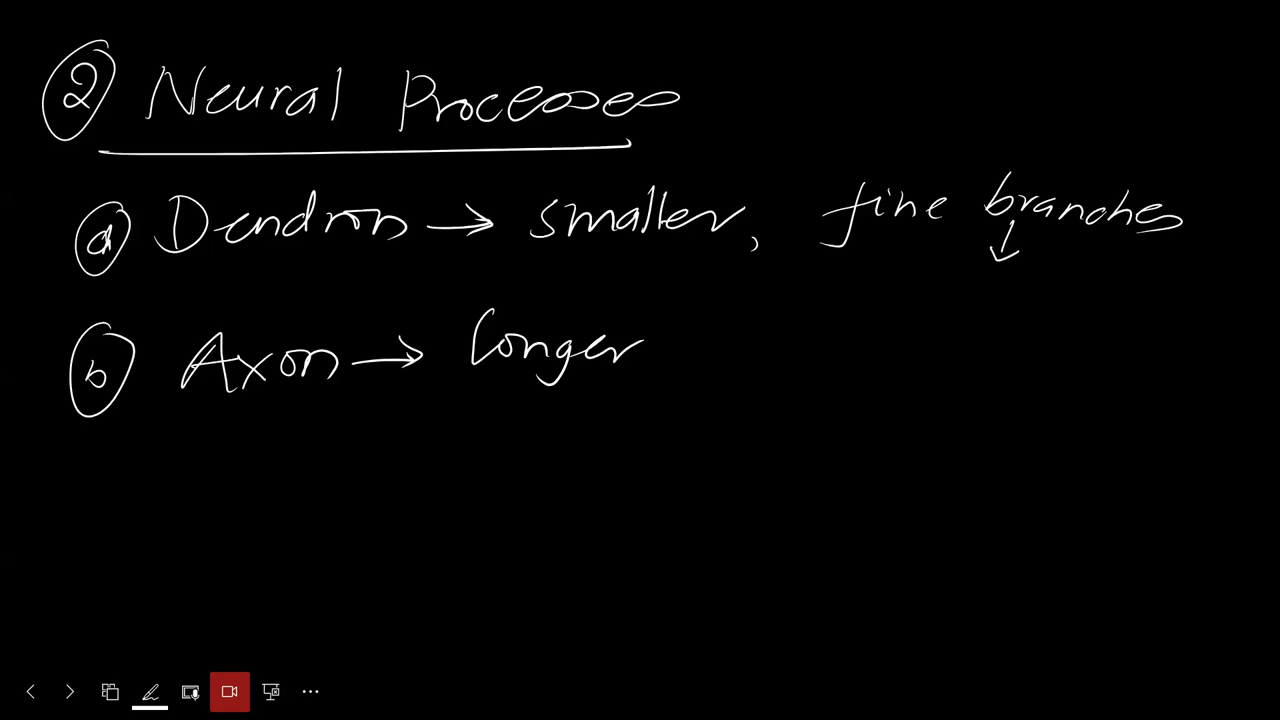 ② Neural Processes
ⓐ Dendron → smaller, fine branches ↓
ⓑ Axon → longer